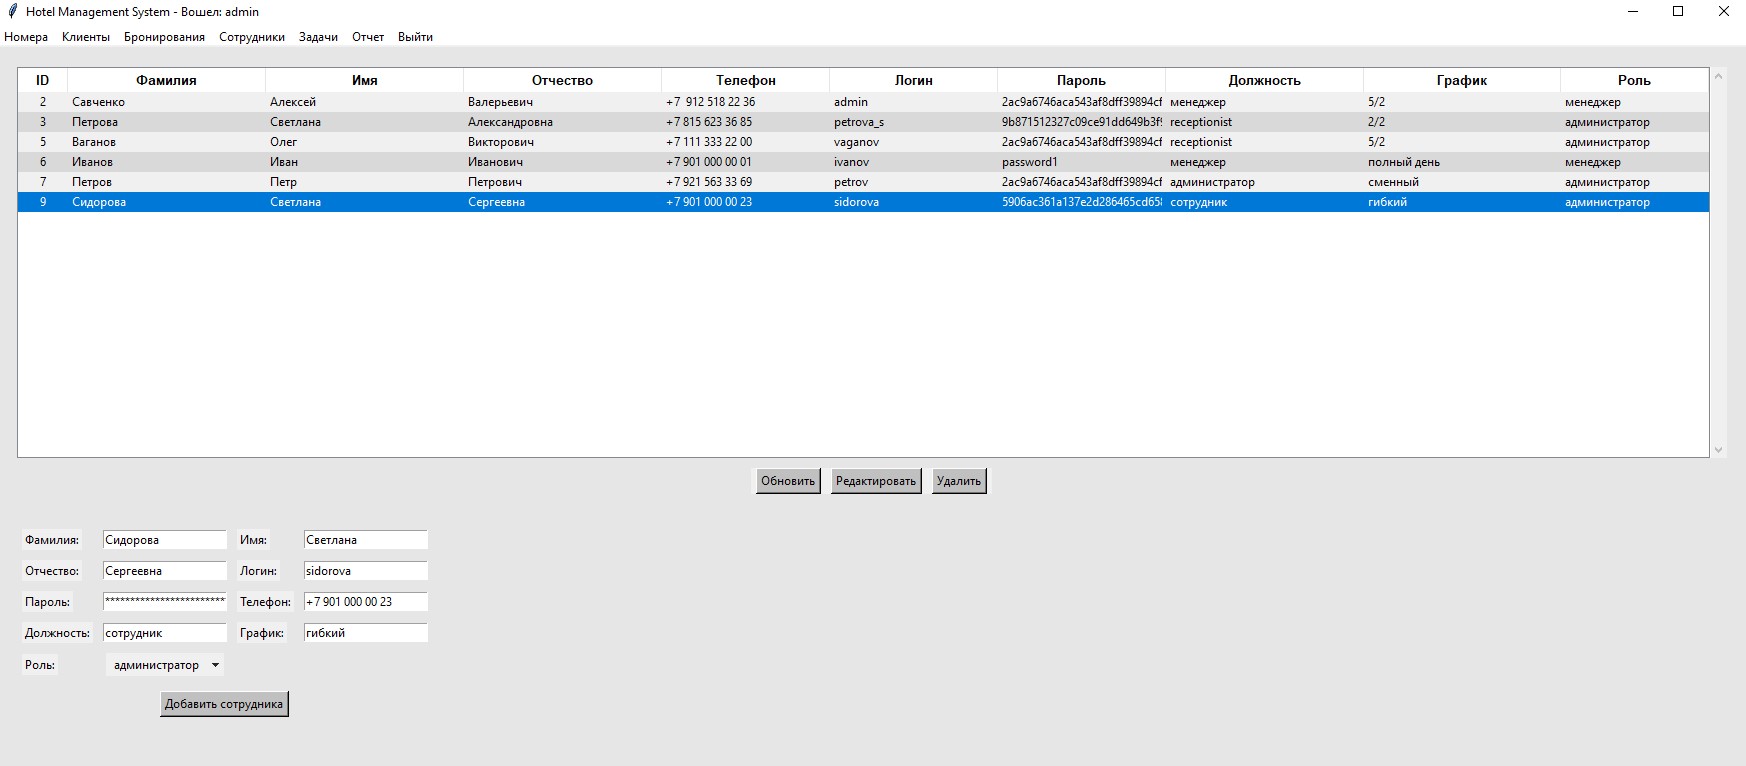 Hotel Management System - Вошел: admin
Номера Клиенты Бронирования Сотрудники Задачи Отчет Выйти
ID Фамилия Имя Отчество Телефон Логин Пароль Должность График Роль
2 Савченко Алексей Валерьевич +7 912 518 22 36 admin 2ac9a6746aca543af8dff39894cf менеджер 5/2 менеджер
3 Петрова Светлана Александровна +7 815 623 36 85 petrova_s 9b871512327c09ce91dd649b3f9 receptionist 2/2 администратор
5 Ваганов Олег Викторович +7 111 333 22 00 vaganov 2ac9a6746aca543af8dff39894cf receptionist 5/2 администратор
6 Иванов Иван Иванович +7 901 000 00 01 ivanov password1 менеджер полный день менеджер
7 Петров Петр Петрович +7 921 563 33 69 petrov 2ac9a6746aca543af8dff39894cf администратор сменный администратор
9 Сидорова Светлана Сергеевна +7 901 000 00 23 sidorova 5906ac361a137e2d286465cd658 сотрудник гибкий администратор
Обновить Редактировать Удалить
Фамилия: Сидорова Имя: Светлана
Отчество: Сергеевна Логин: sidorova
Пароль: ************************ Телефон: +7 901 000 00 23
Должность: сотрудник График: гибкий
Роль: администратор
Добавить сотрудника